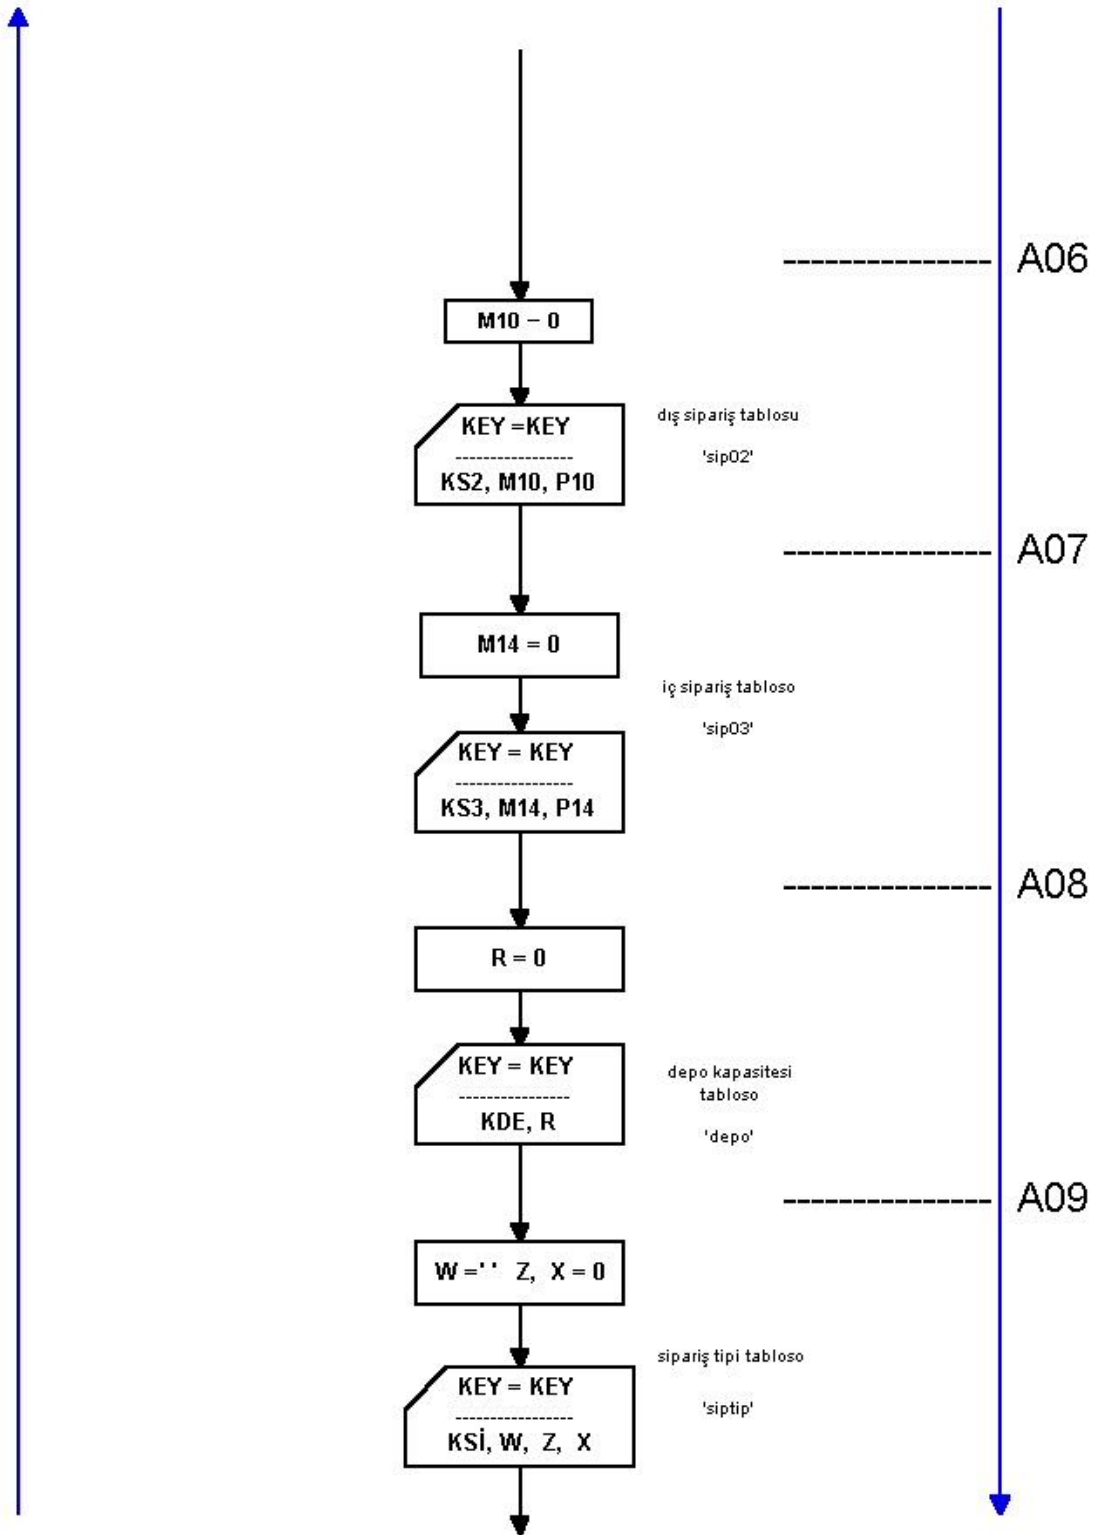 A06
M10 – 0
KEY =KEY
------------------
KS2, M10, P10
dış sipariş tablosu
'sip02'
A07
M14 = 0
iç sipariş tabloso
'sip03'
KEY = KEY
------------------
KS3, M14, P14
A08
R = 0
KEY = KEY
-----------------
KDE, R
depo kapasitesi
tabloso
'depo'
A09
W =' '  Z,  X = 0
sipariş tipi tabloso
'siptip'
KEY = KEY
------------------
KSİ, W,  Z,  X